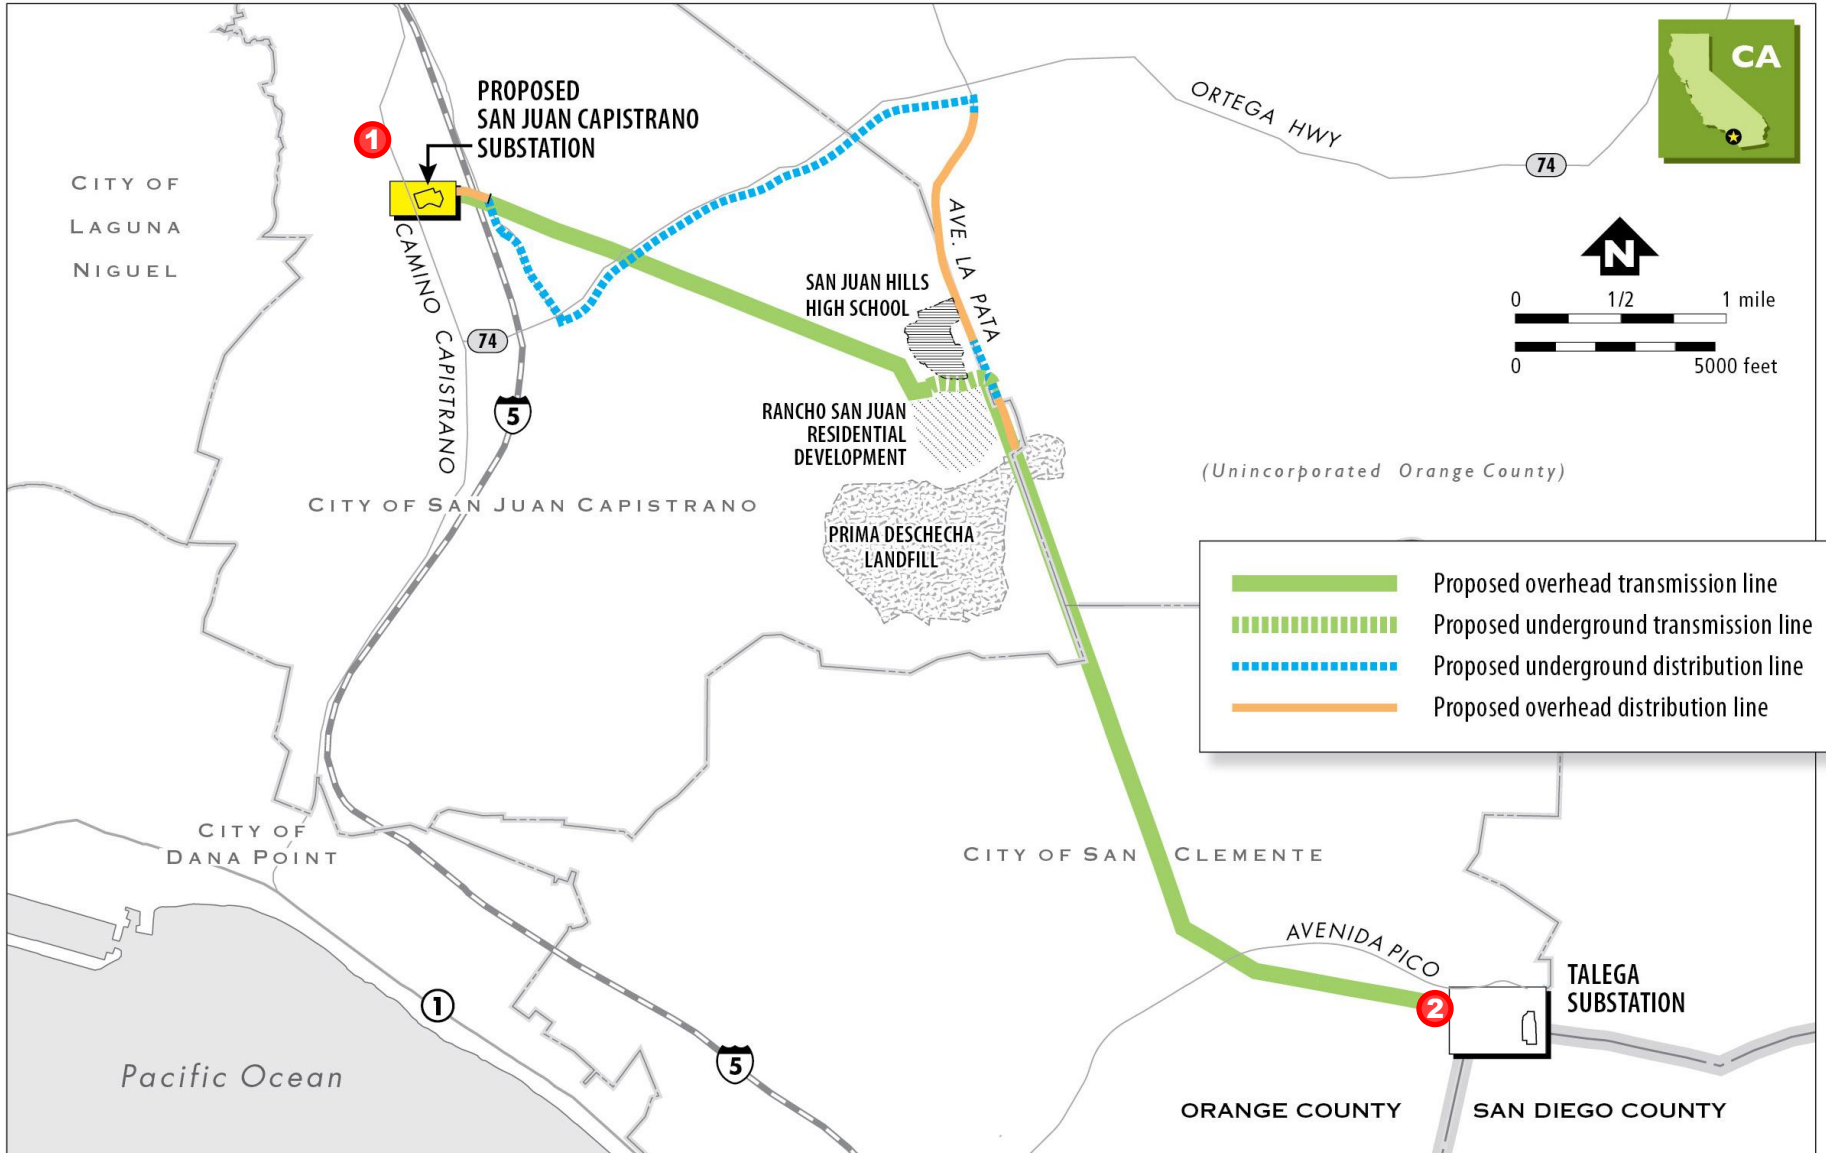 CA
PROPOSED
SAN JUAN CAPISTRANO
SUBSTATION
1
ORTEGA HWY
74
CITY OF
LAGUNA
NIGUEL
CAMINO CAPISTRANO
AVE. LA PATA
N
SAN JUAN HILLS
HIGH SCHOOL
0 1/2 1 mile
0 5000 feet
74
5
RANCHO SAN JUAN
RESIDENTIAL
DEVELOPMENT
(Unincorporated Orange County)
CITY OF SAN JUAN CAPISTRANO
PRIMA DESCHECHA
LANDFILL
Proposed overhead transmission line
Proposed underground transmission line
Proposed underground distribution line
Proposed overhead distribution line
CITY OF
DANA POINT
CITY OF SAN CLEMENTE
AVENIDA PICO
TALEGA
SUBSTATION
2
1
5
Pacific Ocean
ORANGE COUNTY
SAN DIEGO COUNTY